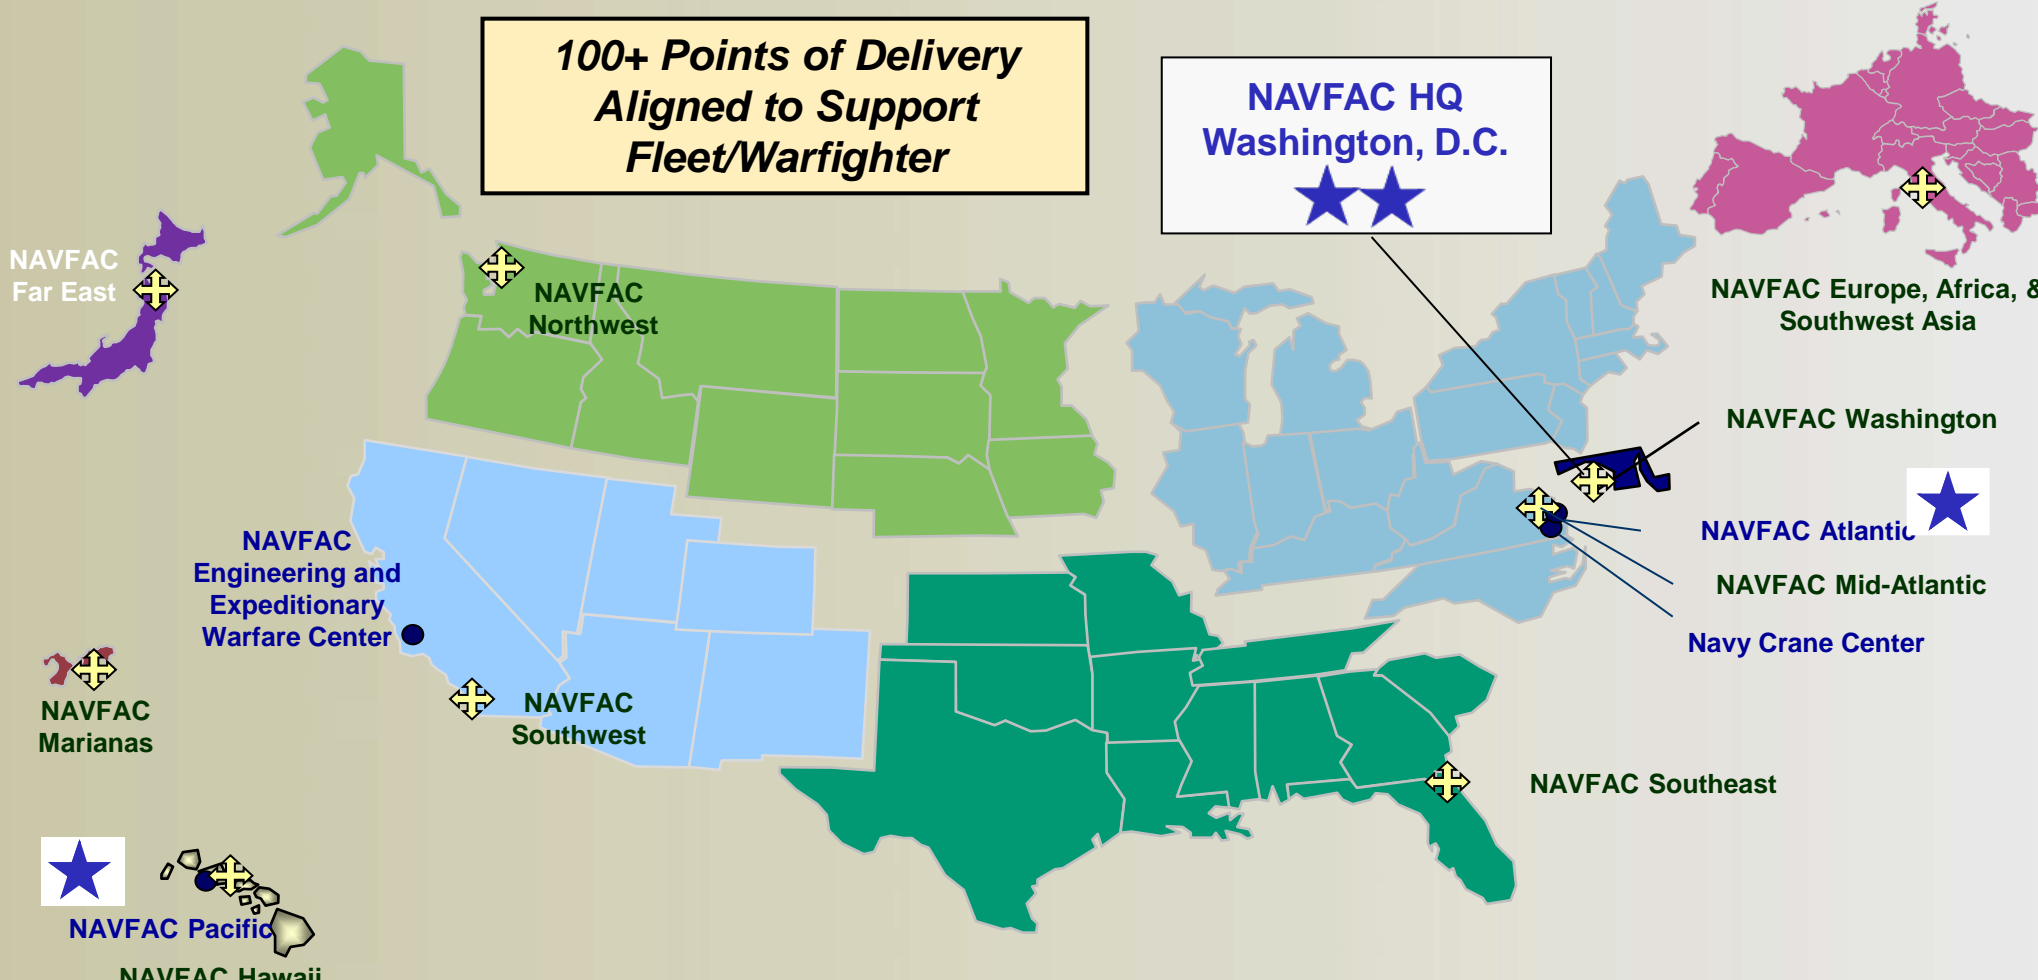 100+ Points of Delivery
Aligned to Support
Fleet/Warfighter
NAVFAC HQ
Washington, D.C.
NAVFAC
Far East
NAVFAC
Northwest
NAVFAC Europe, Africa, &
Southwest Asia
NAVFAC Washington
NAVFAC Atlantic
NAVFAC Mid-Atlantic
Navy Crane Center
NAVFAC
Engineering and
Expeditionary
Warfare Center
NAVFAC
Southwest
NAVFAC
Marianas
NAVFAC Southeast
NAVFAC Pacific
NAVFAC Hawaii